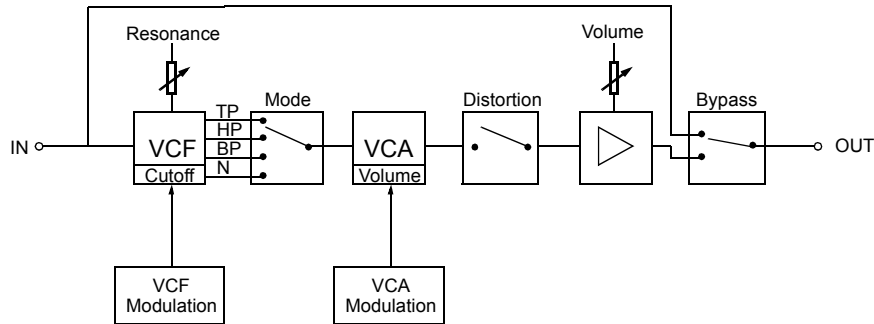 Resonance
Volume
Mode
Distortion
Bypass
TP
HP
BP
N
IN
VCF
Cutoff
VCA
Volume
OUT
VCF
Modulation
VCA
Modulation